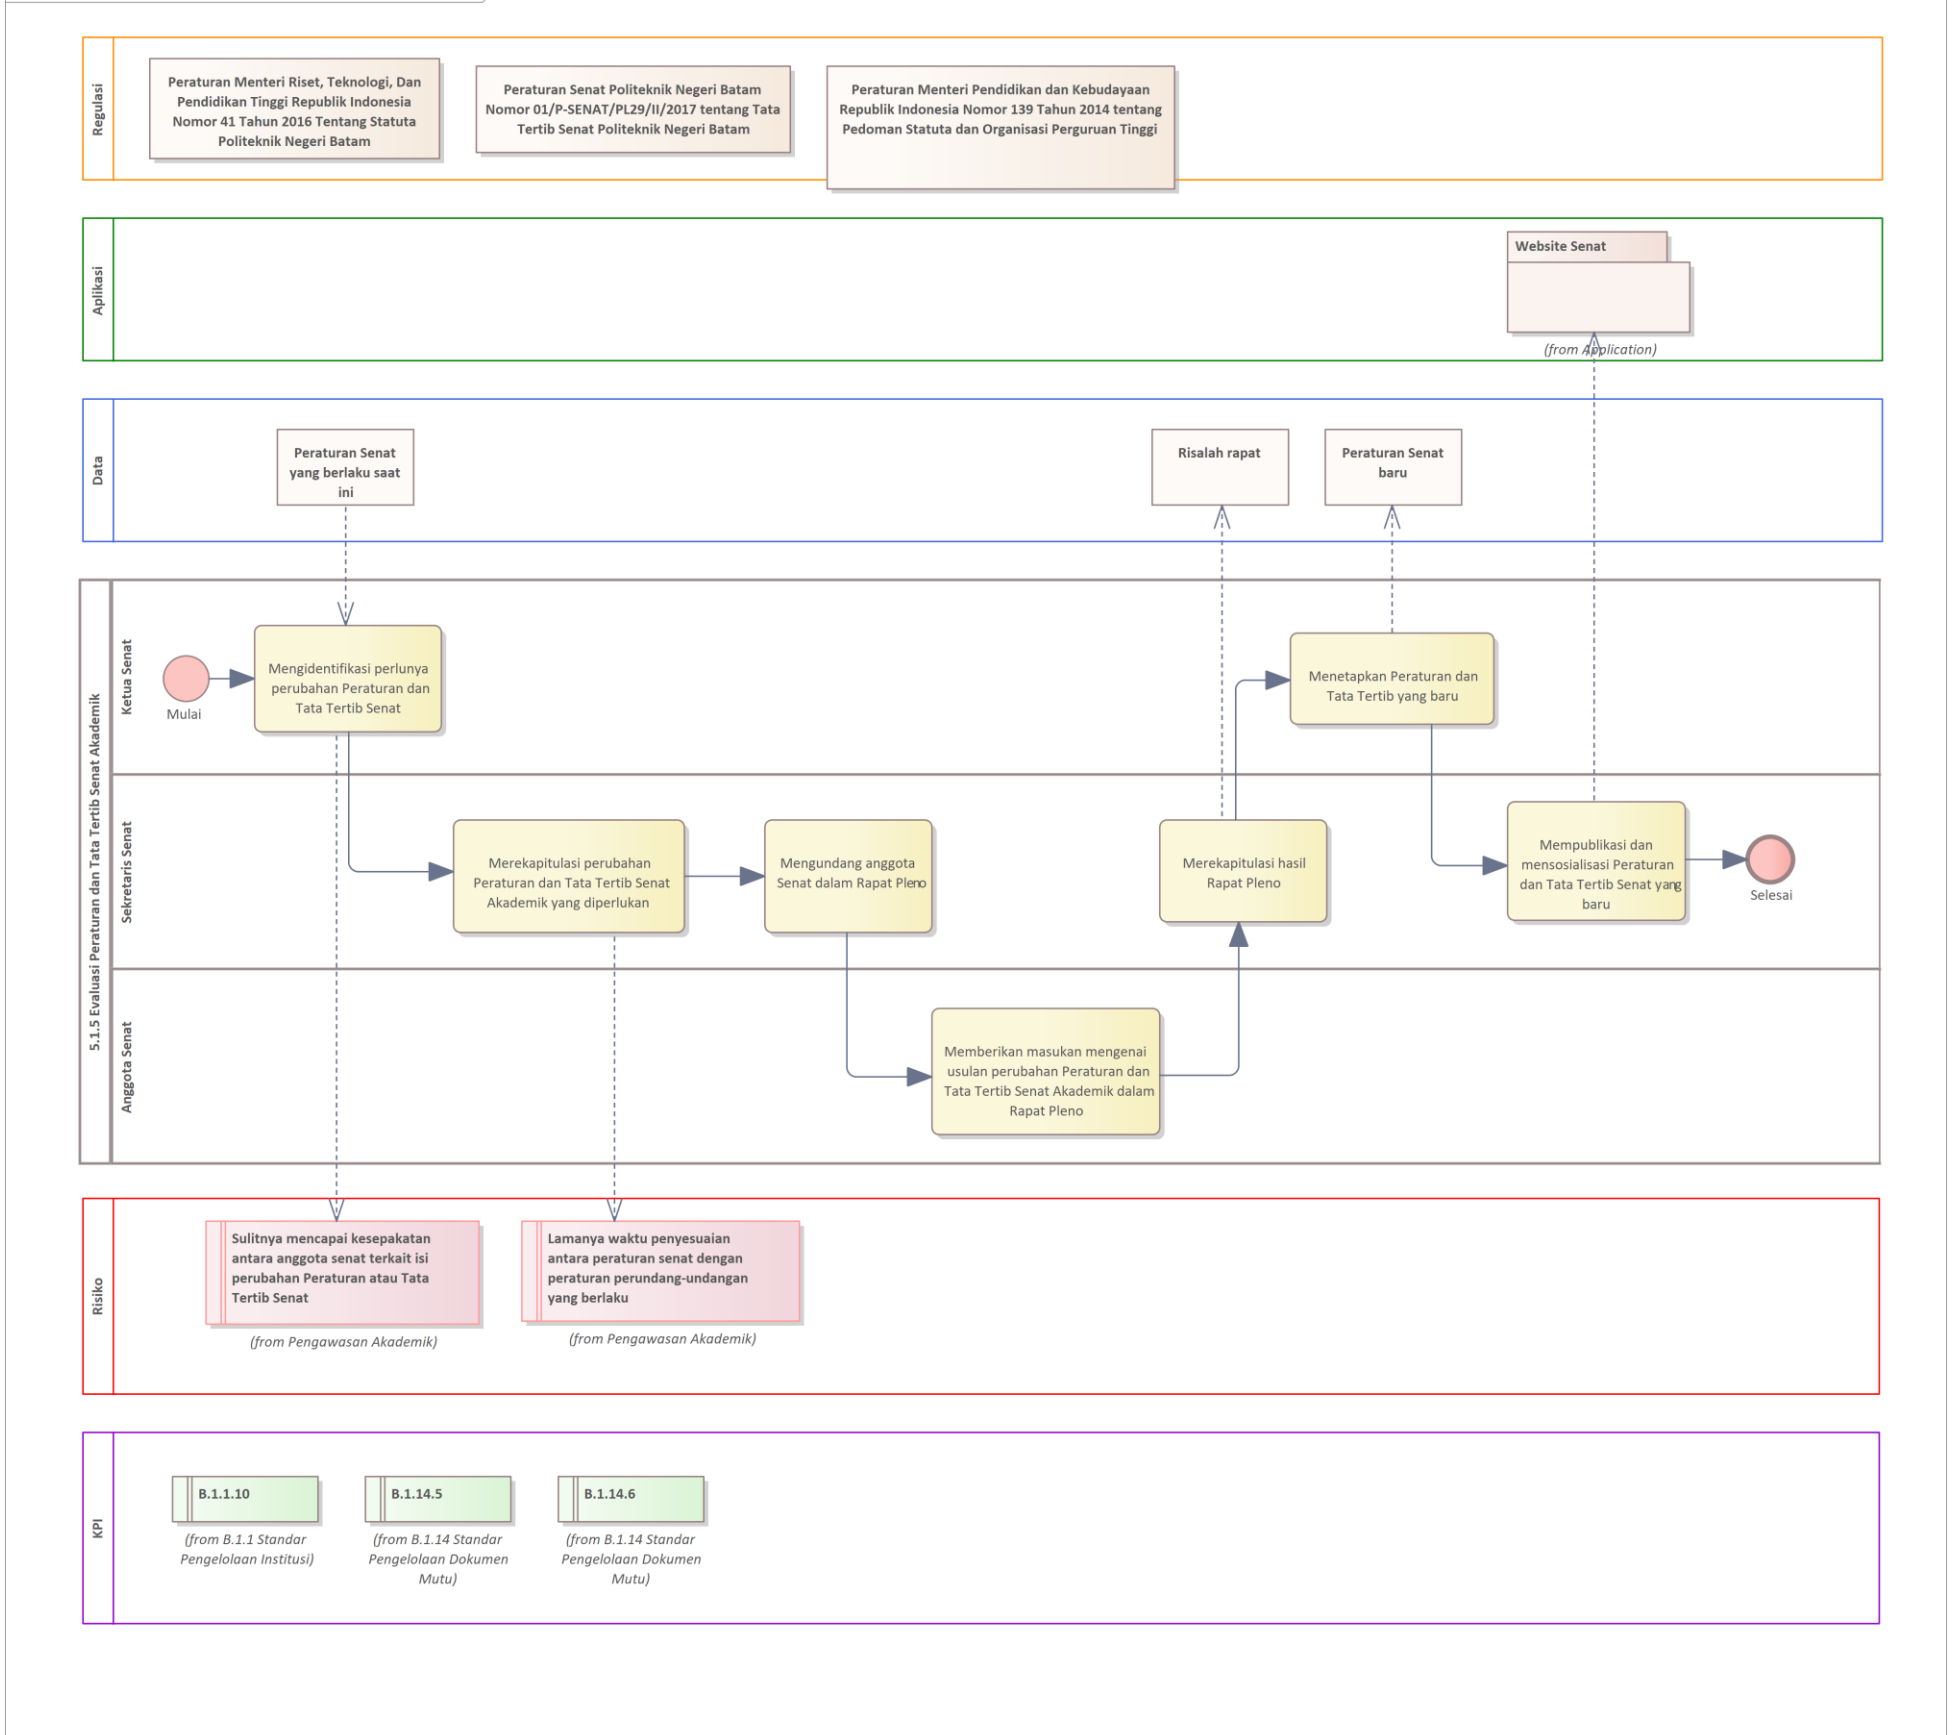 Regulasi
Peraturan Menteri Riset, Teknologi, Dan
Pendidikan Tinggi Republik Indonesia
Nomor 41 Tahun 2016 Tentang Statuta
Politeknik Negeri Batam
Peraturan Senat Politeknik Negeri Batam
Nomor 01/P-SENAT/PL29/II/2017 tentang Tata
Tertib Senat Politeknik Negeri Batam
Peraturan Menteri Pendidikan dan Kebudayaan
Republik Indonesia Nomor 139 Tahun 2014 tentang
Pedoman Statuta dan Organisasi Perguruan Tinggi
Aplikasi
Website Senat
(from Application)
Data
Peraturan Senat
yang berlaku saat
ini
Risalah rapat
Peraturan Senat
baru
5.1.5 Evaluasi Peraturan dan Tata Tertib Senat Akademik
Ketua Senat
Mulai
Mengidentifikasi perlunya
perubahan Peraturan dan
Tata Tertib Senat
Menetapkan Peraturan dan
Tata Tertib yang baru
Sekretaris Senat
Merekapitulasi perubahan
Peraturan dan Tata Tertib Senat
Akademik yang diperlukan
Mengundang anggota
Senat dalam Rapat Pleno
Merekapitulasi hasil
Rapat Pleno
Mempublikasi dan
mensosialisasi Peraturan
dan Tata Tertib Senat yang
baru
Selesai
Anggota Senat
Memberikan masukan mengenai
usulan perubahan Peraturan dan
Tata Tertib Senat Akademik dalam
Rapat Pleno
Risiko
Sulitnya mencapai kesepakatan
antara anggota senat terkait isi
perubahan Peraturan atau Tata
Tertib Senat
(from Pengawasan Akademik)
Lamanya waktu penyesuaian
antara peraturan senat dengan
peraturan perundang-undangan
yang berlaku
(from Pengawasan Akademik)
KPI
B.1.1.10
(from B.1.1 Standar
Pengelolaan Institusi)
B.1.14.5
(from B.1.14 Standar
Pengelolaan Dokumen
Mutu)
B.1.14.6
(from B.1.14 Standar
Pengelolaan Dokumen
Mutu)